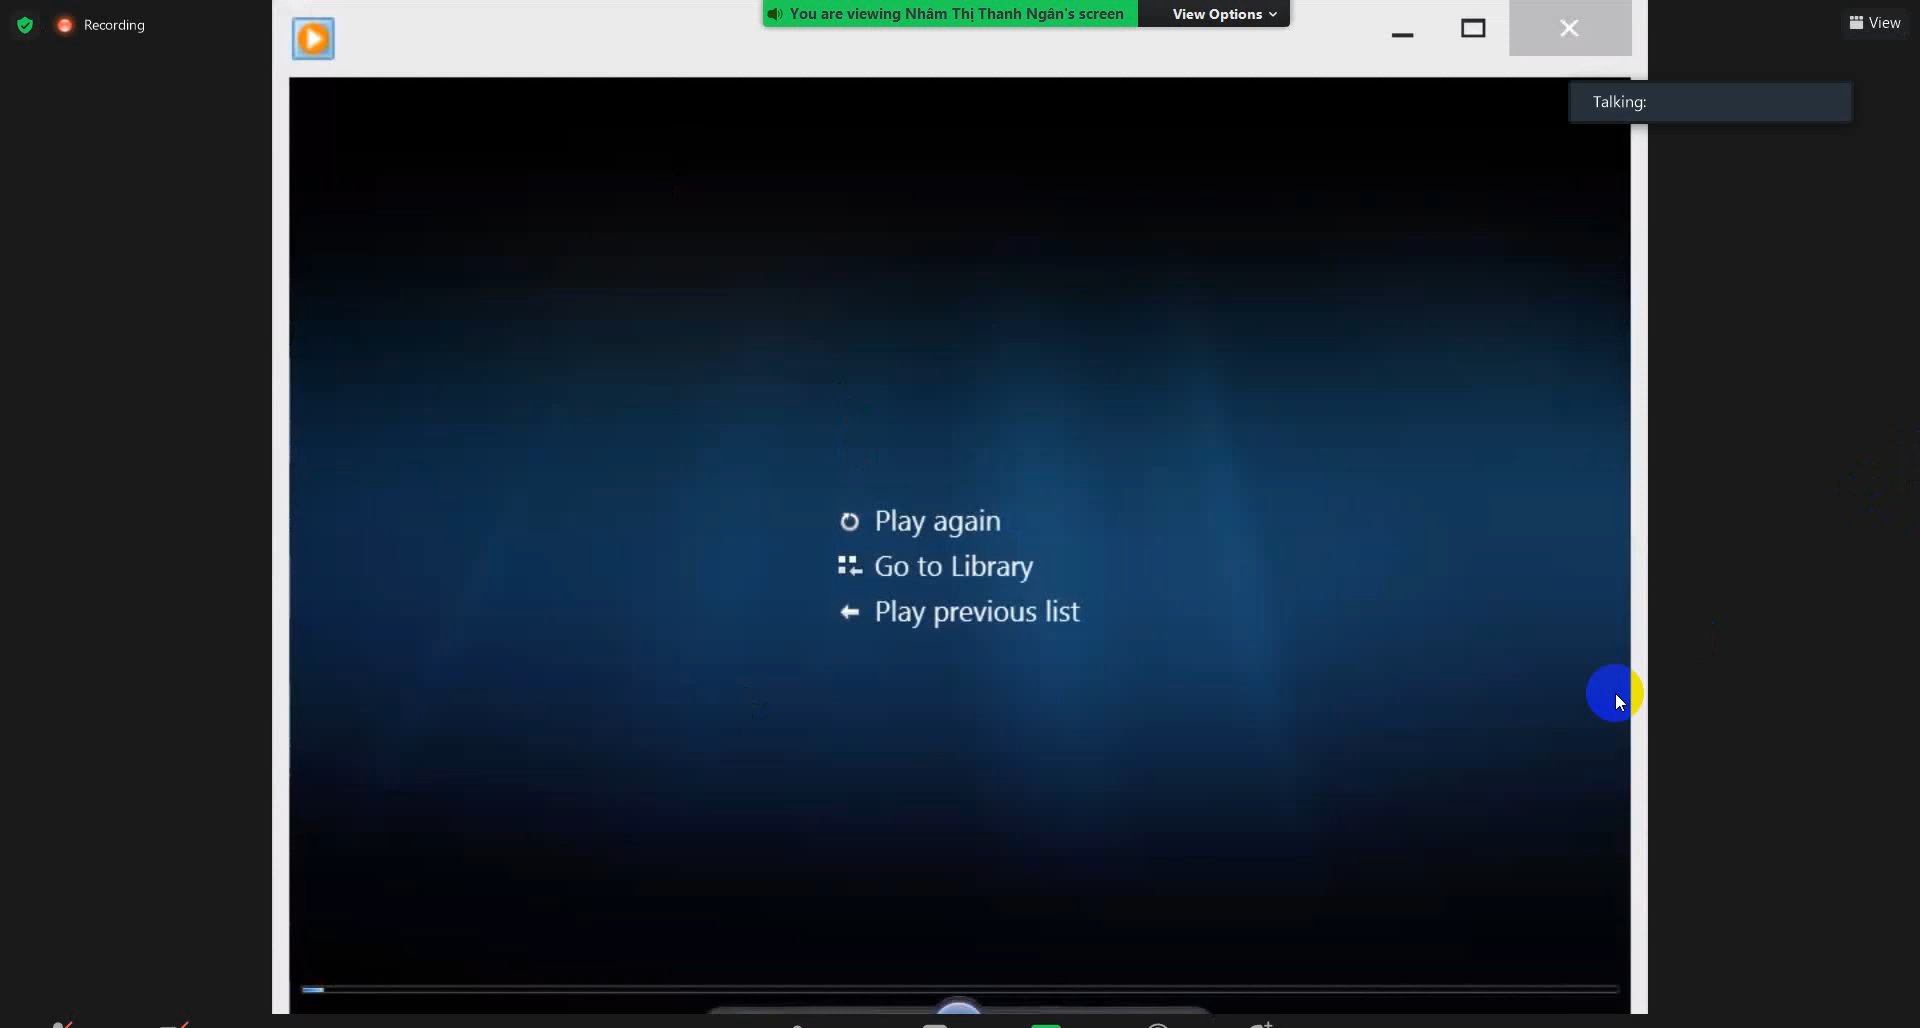 Recording
You are viewing Nhâm Thị Thanh Ngân's screen
View Options
View
Talking:
Play again
Go to Library
Play previous list